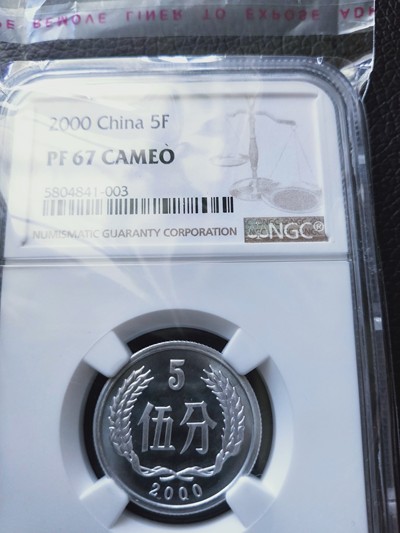 REMOVE LINER TO EXPOSE
2000 China 5F
PF 67 CAMEO
5804841-003
NUMISMATIC GUARANTY CORPORATION
NGC®
5
伍分
2000